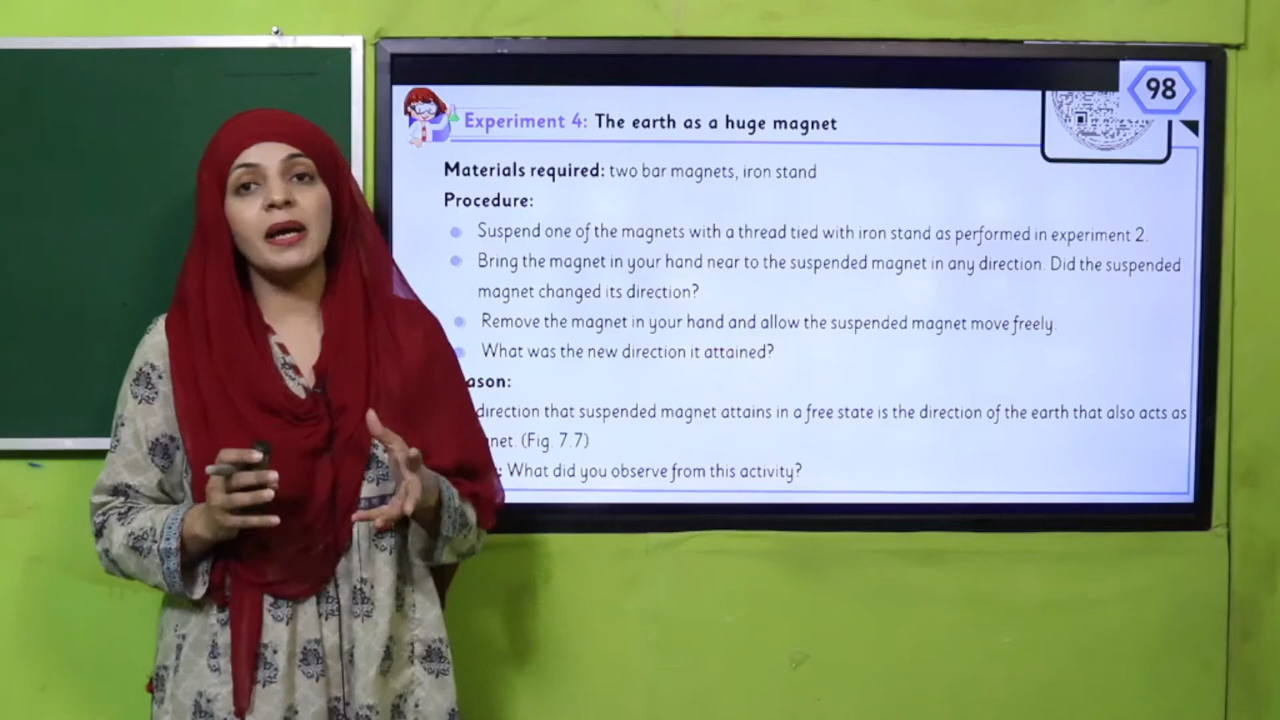 98
Experiment 4: The earth as a huge magnet
Materials required: two bar magnets, iron stand
Procedure:
Suspend one of the magnets with a thread tied with iron stand as performed in experiment 2.
Bring the magnet in your hand near to the suspended magnet in any direction. Did the suspended
magnet changed its direction?
Remove the magnet in your hand and allow the suspended magnet move freely.
What was the new direction it attained?
ason:
direction that suspended magnet attains in a free state is the direction of the earth that also acts as
net. (Fig. 7.7)
: What did you observe from this activity?